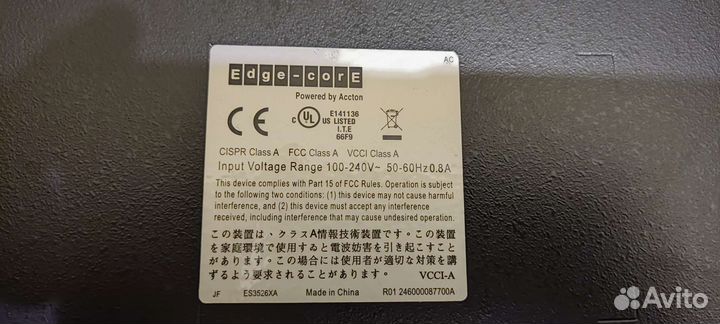 AC
Edge-corE
Powered by Accton
CE
c UL US LISTED
E141136
I.T.E
66F9
CISPR Class A FCC Class A VCCI Class A
Input Voltage Range 100-240V~ 50-60Hz 0.8A
This device complies with Part 15 of FCC Rules. Operation is subject
to the following two conditions: (1) this device may not cause harmful
interference, and (2) this device must accept any interference
received, including interference that may cause undesired operation.
この装置は、クラスA情報技術装置です。この装置
を家庭環境で使用すると電波妨害を引き起こすこと
があります。この場合には使用者が適切な対策を講
ずるよう要求されることがあります。 VCCI-A
JF ES3526XA Made in China R01 246000087700A
Avito